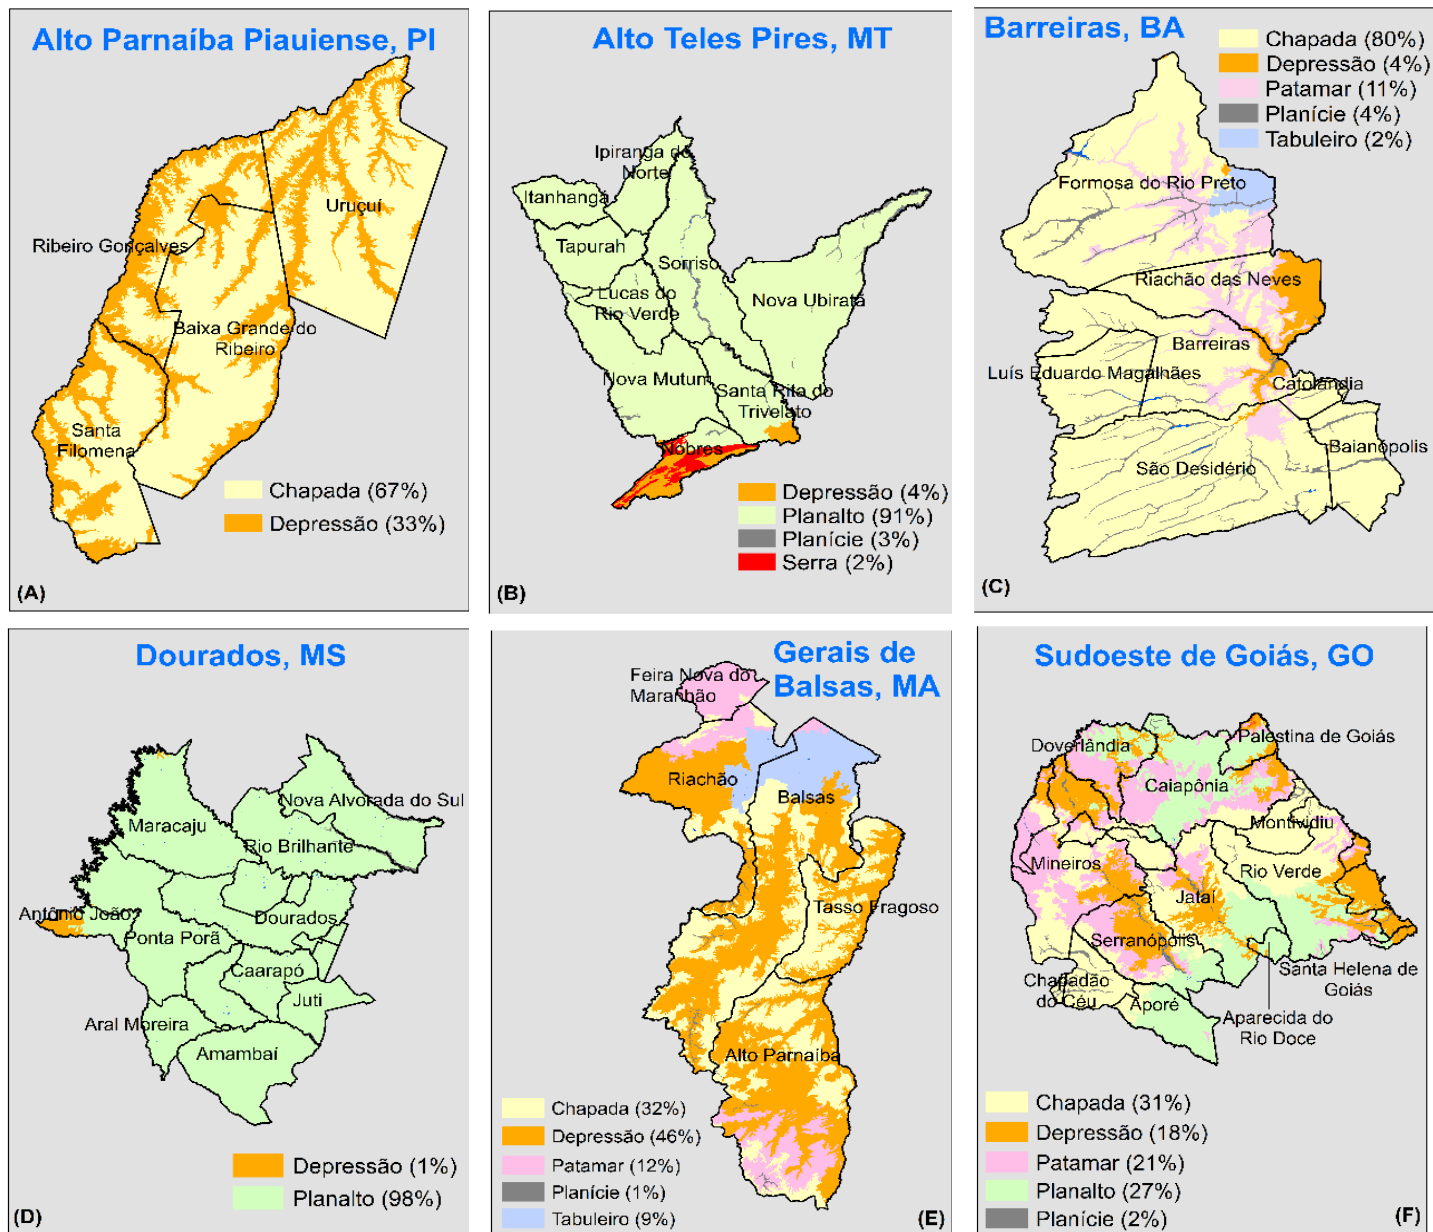 Alto Parnaíba Piauiense, PI
Uruçuí
Ribeiro Gonçalves
Baixa Grande do
Ribeiro
Santa
Filomena
Chapada (67%)
Depressão (33%)
(A)
Alto Teles Pires, MT
Ipiranga do
Norte
Itanhangá
Tapurah
Sorriso
Lucas do
Rio Verde
Nova Ubiratã
Nova Mutum
Santa Rita do
Trivelato
Nobres
Depressão (4%)
Planalto (91%)
Planície (3%)
Serra (2%)
(B)
Barreiras, BA
Chapada (80%)
Depressão (4%)
Patamar (11%)
Planície (4%)
Tabuleiro (2%)
Formosa do Rio Preto
Riachão das Neves
Barreiras
Luís Eduardo Magalhães
Catolândia
Baianópolis
São Desidério
(C)
Dourados, MS
Nova Alvorada do Sul
Maracaju
Rio Brilhante
Antônio João
Dourados
Ponta Porã
Caarapó
Juti
Aral Moreira
Amambaí
Depressão (1%)
Planalto (98%)
(D)
Gerais de
Balsas, MA
Feira Nova do
Maranhão
Riachão
Balsas
Tasso Fragoso
Alto Parnaíba
Chapada (32%)
Depressão (46%)
Patamar (12%)
Planície (1%)
Tabuleiro (9%)
(E)
Sudoeste de Goiás, GO
Palestina de Goiás
Doverlândia
Caiapônia
Montividiu
Mineiros
Rio Verde
Jataí
Serranópolis
Santa Helena de
Goiás
Chapadão
do Céu
Aporé
Aparecida do
Rio Doce
Chapada (31%)
Depressão (18%)
Patamar (21%)
Planalto (27%)
Planície (2%)
(F)